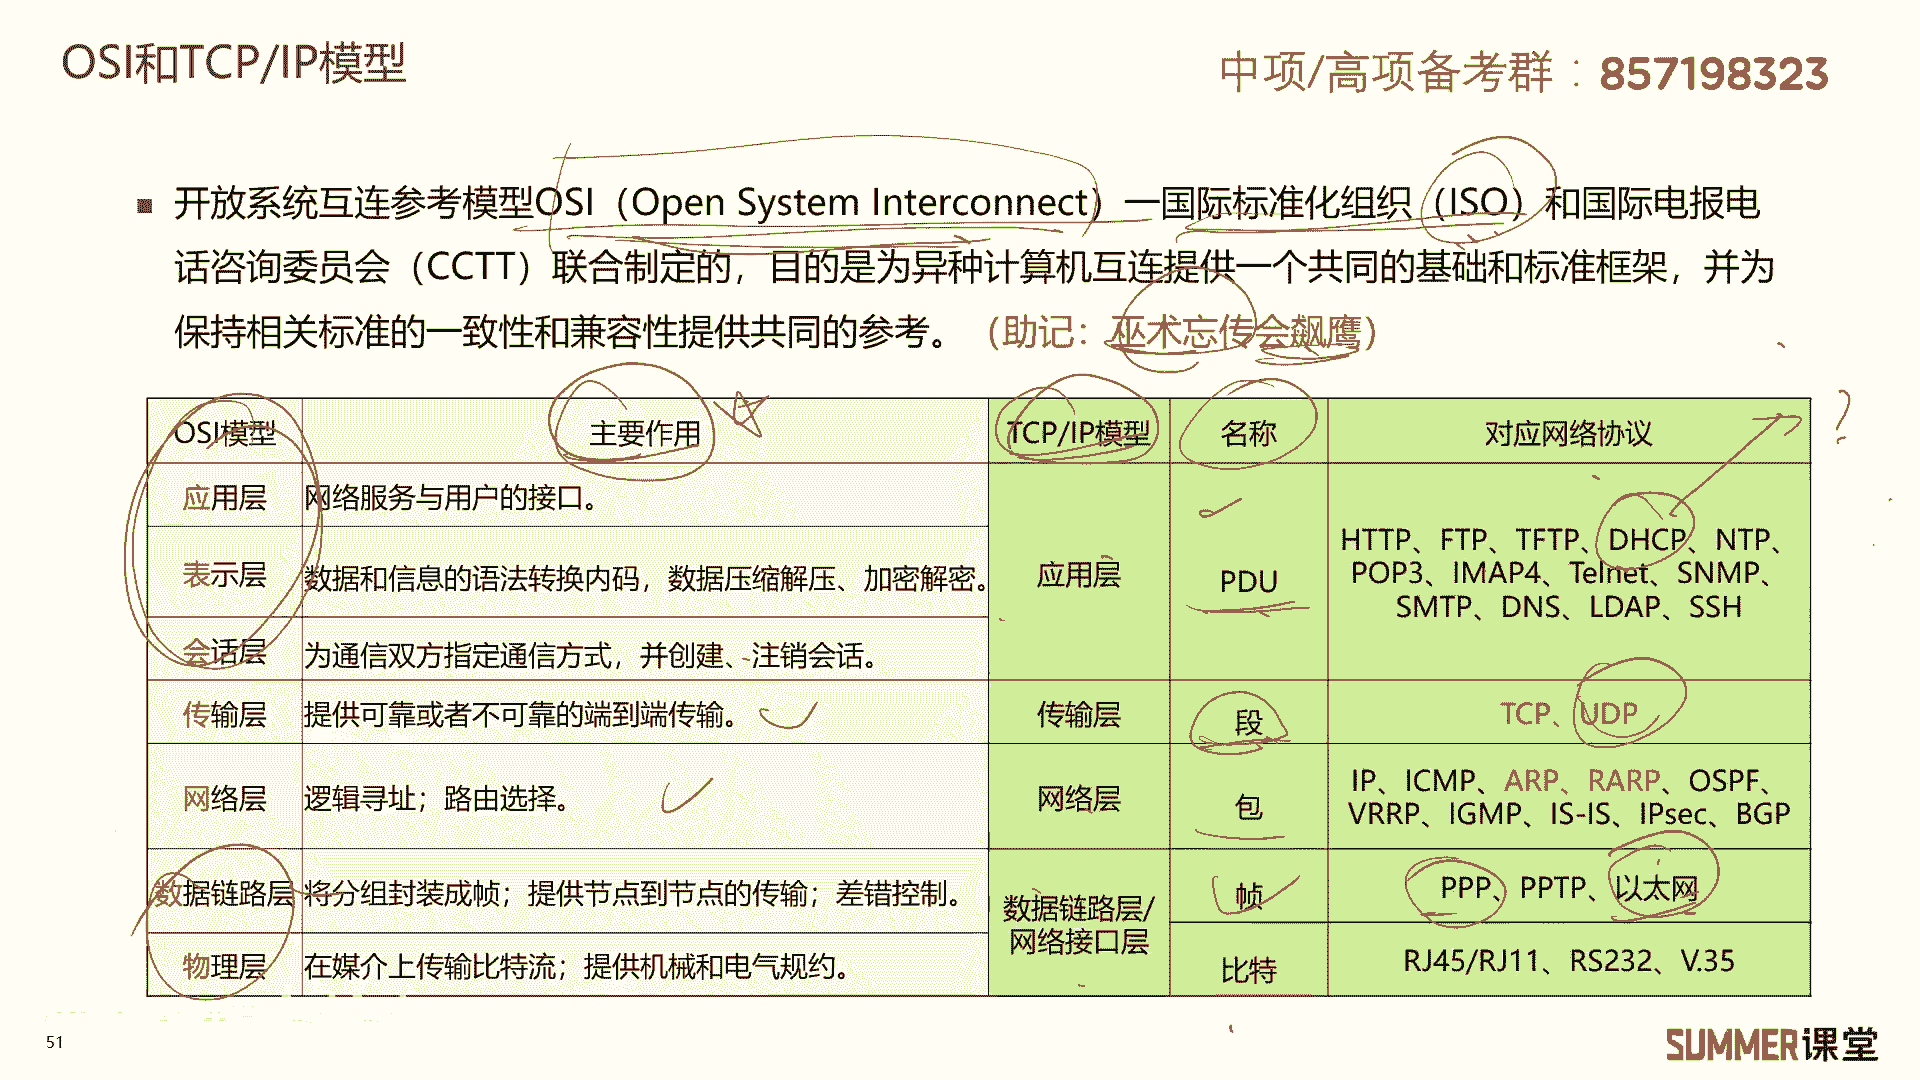 OSI和TCP/IP模型
中项/高项备考群：857198323
■ 开放系统互连参考模型OSI（Open System Interconnect）—国际标准化组织（ISO）和国际电报电
话咨询委员会（CCTT）联合制定的，目的是为异种计算机互连提供一个共同的基础和标准框架，并为
保持相关标准的一致性和兼容性提供共同的参考。（助记：巫术忘传会飙鹰）
OSI模型 主要作用 TCP/IP模型 名称 对应网络协议
应用层 网络服务与用户的接口。
表示层 数据和信息的语法转换内码，数据压缩解压、加密解密。
会话层 为通信双方指定通信方式，并创建、注销会话。
应用层 PDU
HTTP、FTP、TFTP、DHCP、NTP、
POP3、IMAP4、Telnet、SNMP、
SMTP、DNS、LDAP、SSH
传输层 提供可靠或者不可靠的端到端传输。 传输层 段 TCP、UDP
网络层 逻辑寻址；路由选择。 网络层 包
IP、ICMP、ARP、RARP、OSPF、
VRRP、IGMP、IS-IS、IPsec、BGP
数据链路层 将分组封装成帧；提供节点到节点的传输；差错控制。
数据链路层/
网络接口层
帧 PPP、PPTP、以太网
物理层 在媒介上传输比特流；提供机械和电气规约。 比特 RJ45/RJ11、RS232、V.35
?
51
SUMMER课堂